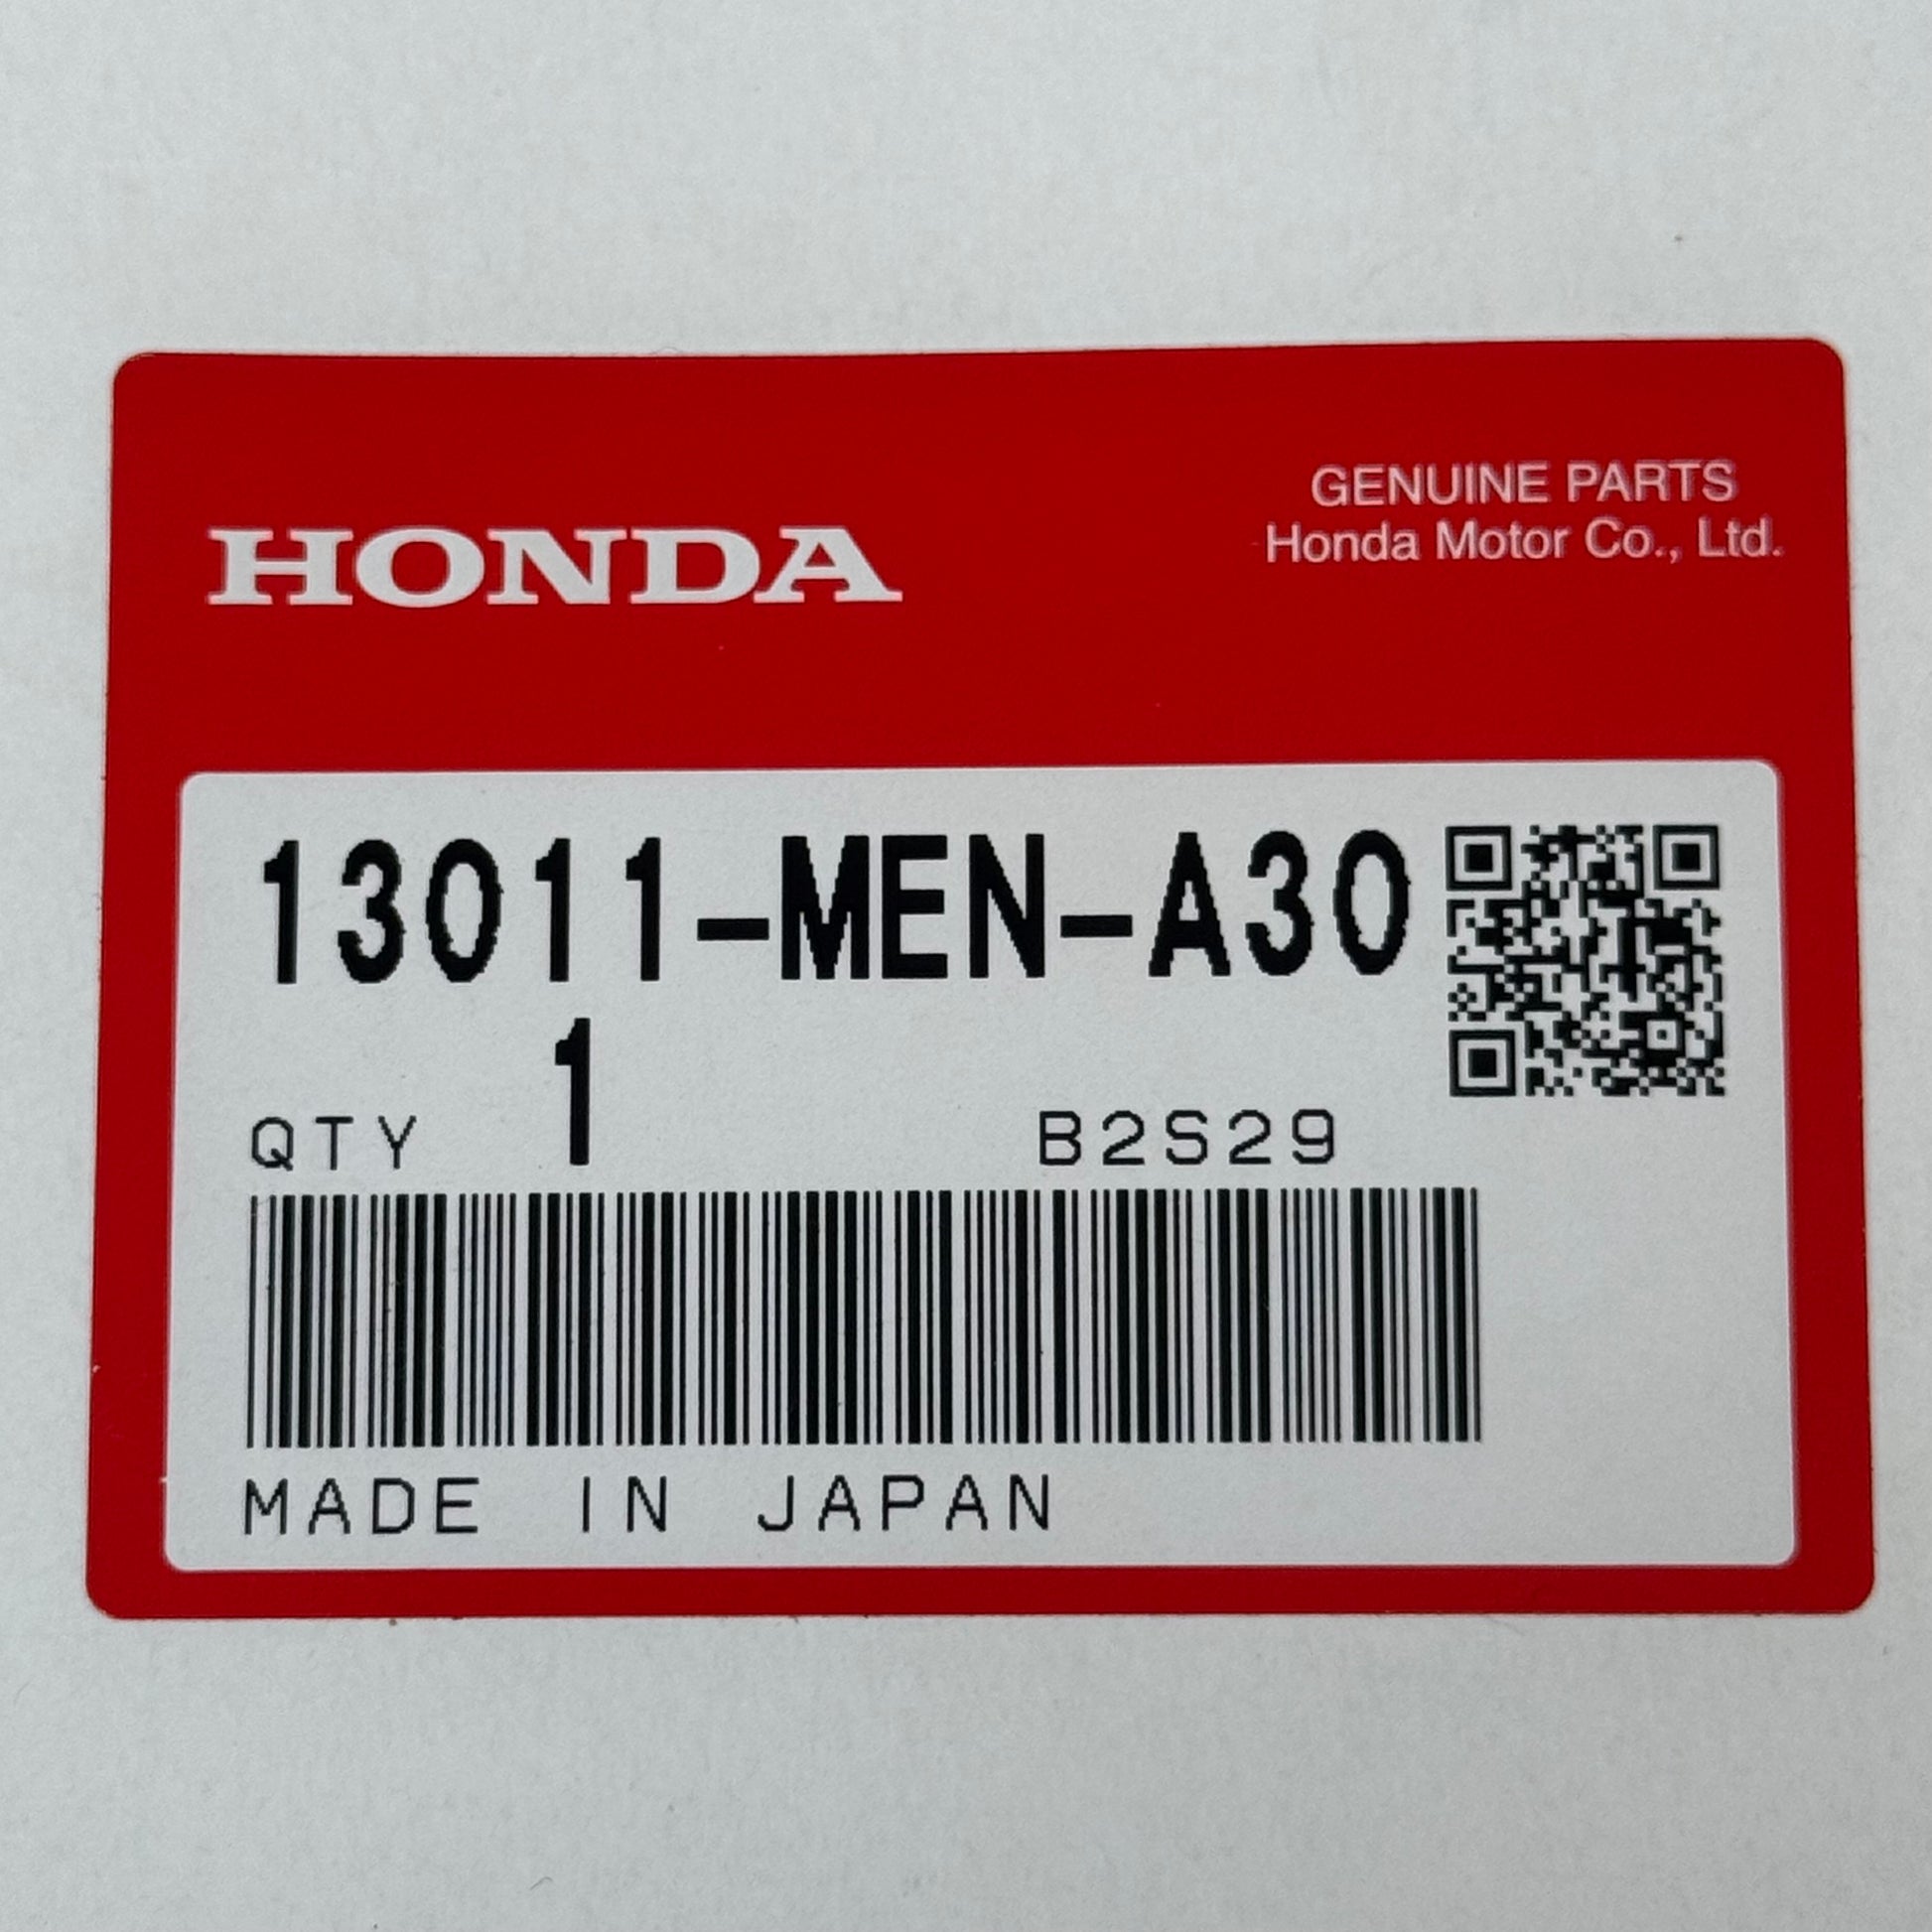 HONDA
GENUINE PARTS
Honda Motor Co., Ltd.
13011-MEN-A30
QTY 1 B2S29
MADE IN JAPAN